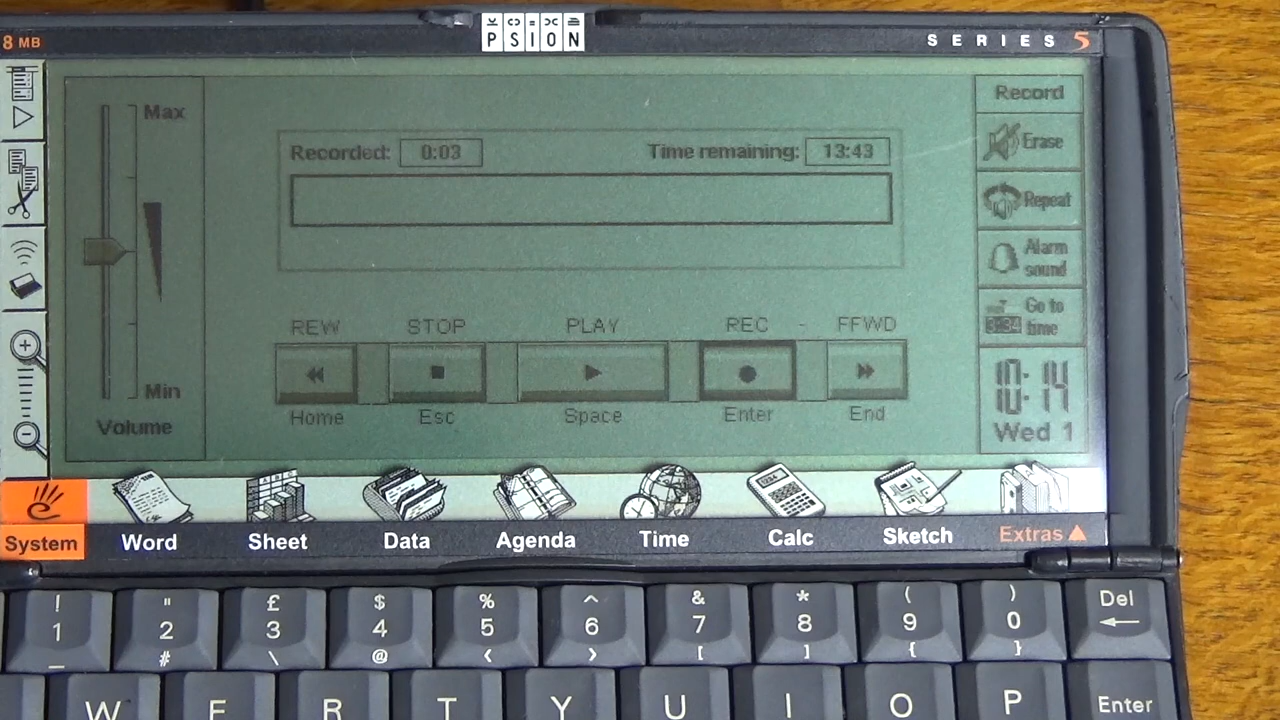 8 MB
PSION
SERIES 5
Max
Min
Volume
Recorded: 0:03
Time remaining: 13:43
REW STOP PLAY REC - FFWD
Home Esc Space Enter End
Record
Erase
Repeat
Alarm
sound
Go to
time
3:34
10:14
Wed 1
System Word Sheet Data Agenda Time Calc Sketch Extras
! " £ $ % ^ & * ( ) Del
1 2 3 4 5 6 7 8 9 0
_ # \ @ < > [ ] { }
W E R T Y U I O P Enter